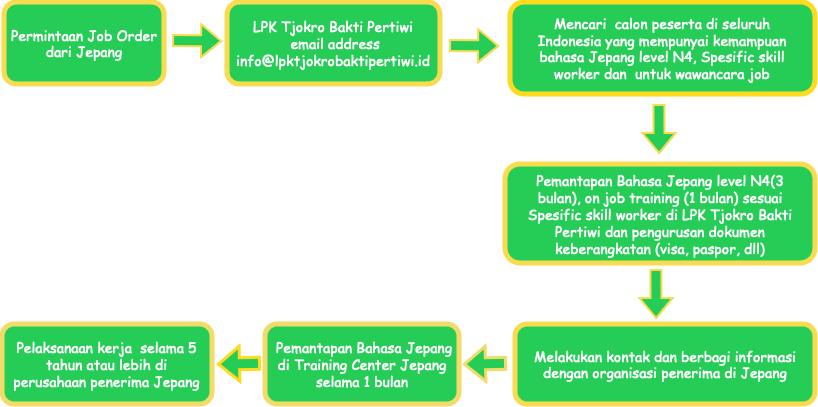 Permintaan Job Order
dari Jepang
LPK Tjokro Bakti Pertiwi
email address
info@lpktjokrobaktipertiwi.id
Mencari calon peserta di seluruh
Indonesia yang mempunyai kemampuan
bahasa Jepang level N4, Spesific skill
worker dan untuk wawancara job
Pemantapan Bahasa Jepang level N4(3
bulan), on job training (1 bulan) sesuai
Spesific skill worker di LPK Tjokro Bakti
Pertiwi dan pengurusan dokumen
keberangkatan (visa, paspor, dll)
Melakukan kontak dan berbagi informasi
dengan organisasi penerima di Jepang
Pemantapan Bahasa Jepang
di Training Center Jepang
selama 1 bulan
Pelaksanaan kerja selama 5
tahun atau lebih di
perusahaan penerima Jepang